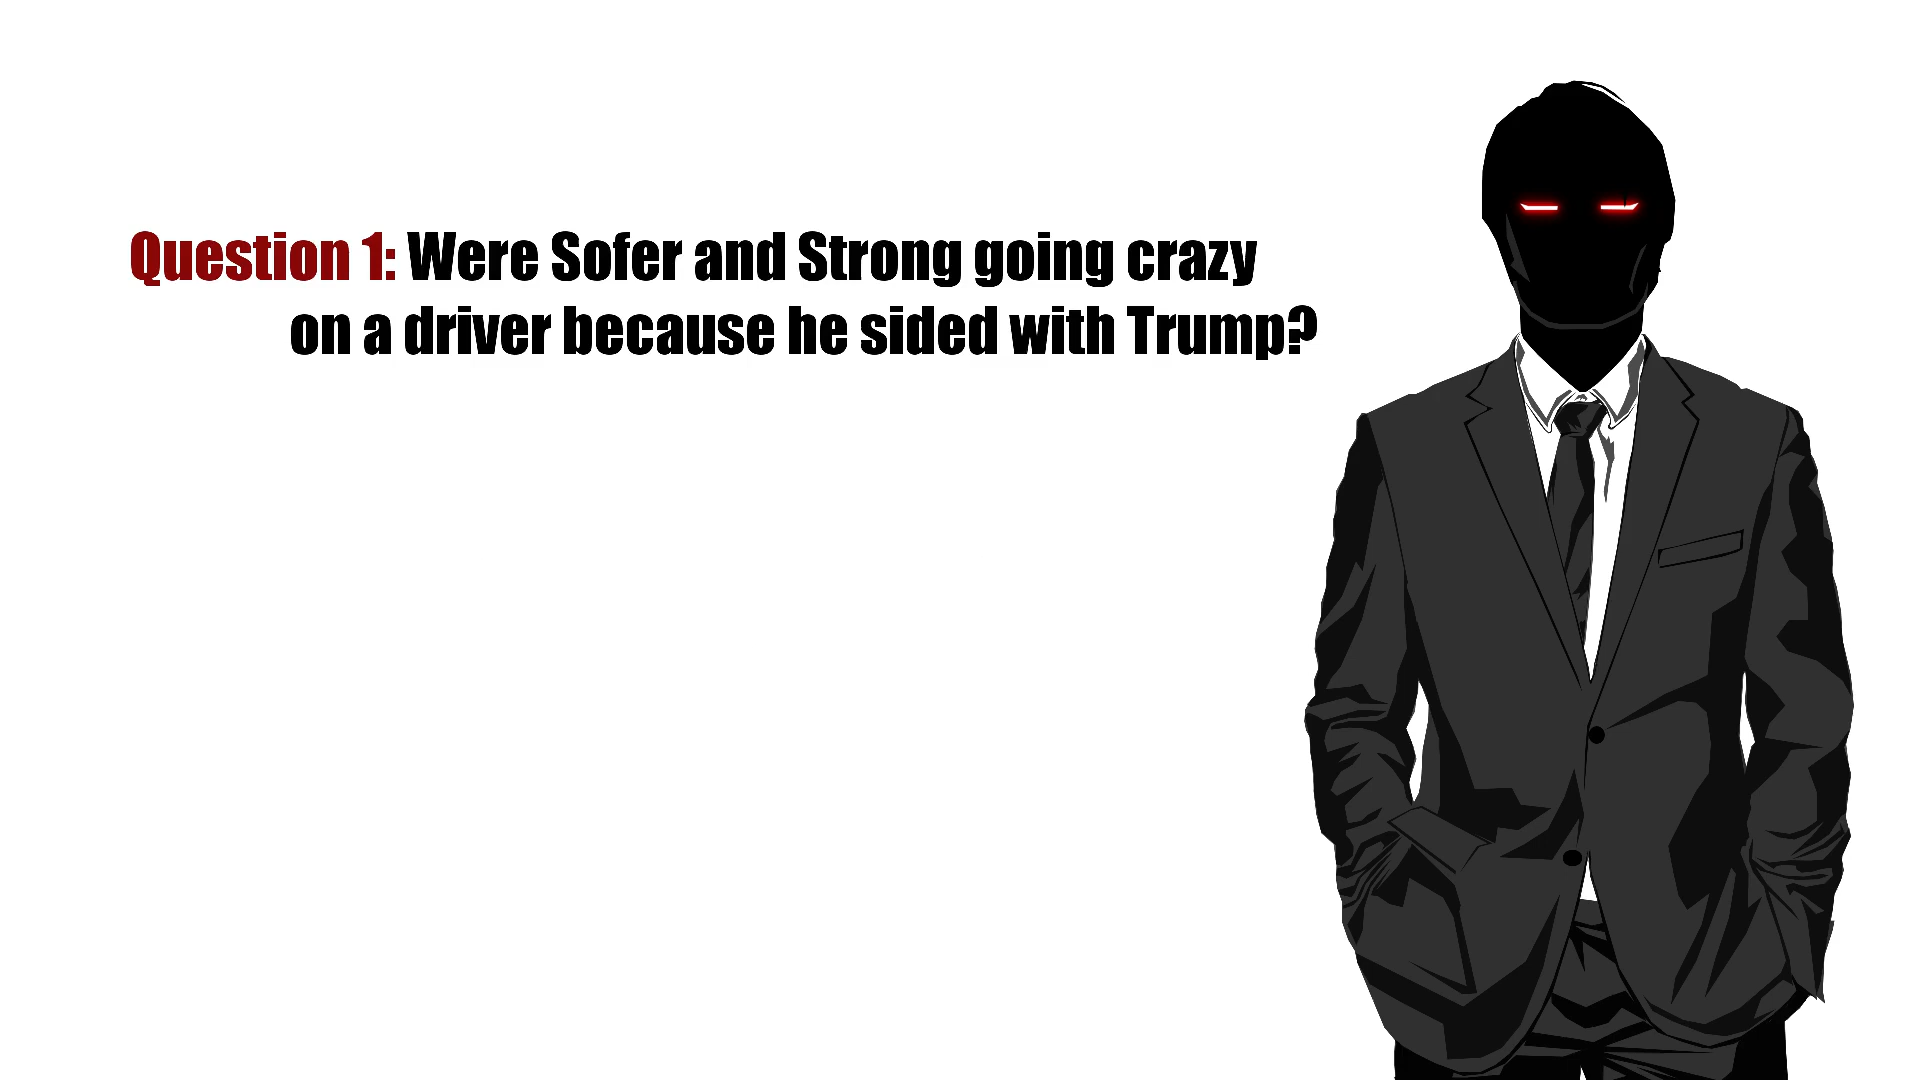 Question 1: Were Sofer and Strong going crazy
on a driver because he sided with Trump?